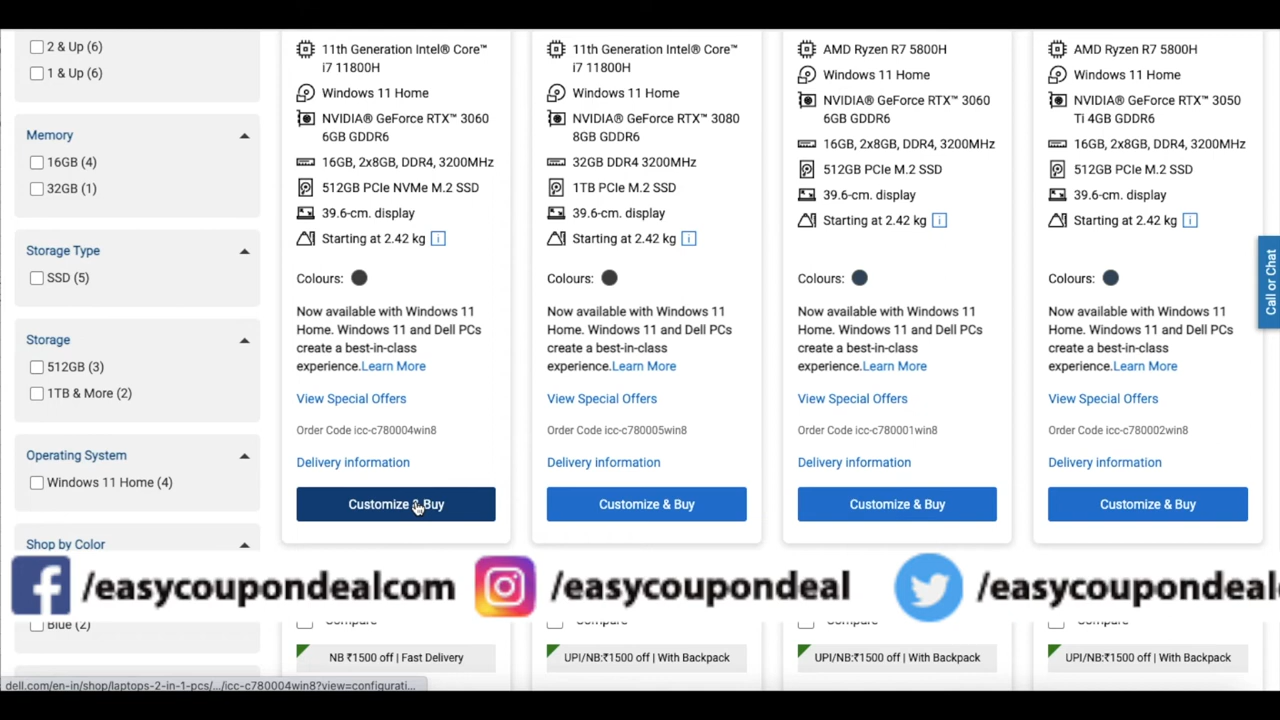 2 & Up (6)
1 & Up (6)
Memory
16GB (4)
32GB (1)
Storage Type
SSD (5)
Storage
512GB (3)
1TB & More (2)
Operating System
Windows 11 Home (4)
Shop by Color
Blue (2)
11th Generation Intel® Core™
i7 11800H
Windows 11 Home
NVIDIA® GeForce RTX™ 3060
6GB GDDR6
16GB, 2x8GB, DDR4, 3200MHz
512GB PCIe NVMe M.2 SSD
39.6-cm. display
Starting at 2.42 kg
Colours:
Now available with Windows 11
Home. Windows 11 and Dell PCs
create a best-in-class
experience.Learn More
View Special Offers
Order Code icc-c780004win8
Delivery information
Customize & Buy
11th Generation Intel® Core™
i7 11800H
Windows 11 Home
NVIDIA® GeForce RTX™ 3080
8GB GDDR6
32GB DDR4 3200MHz
1TB PCIe M.2 SSD
39.6-cm. display
Starting at 2.42 kg
Colours:
Now available with Windows 11
Home. Windows 11 and Dell PCs
create a best-in-class
experience.Learn More
View Special Offers
Order Code icc-c780005win8
Delivery information
Customize & Buy
AMD Ryzen R7 5800H
Windows 11 Home
NVIDIA® GeForce RTX™ 3060
6GB GDDR6
16GB, 2x8GB, DDR4, 3200MHz
512GB PCIe M.2 SSD
39.6-cm. display
Starting at 2.42 kg
Colours:
Now available with Windows 11
Home. Windows 11 and Dell PCs
create a best-in-class
experience.Learn More
View Special Offers
Order Code icc-c780001win8
Delivery information
Customize & Buy
AMD Ryzen R7 5800H
Windows 11 Home
NVIDIA® GeForce RTX™ 3050
Ti 4GB GDDR6
16GB, 2x8GB, DDR4, 3200MHz
512GB PCIe M.2 SSD
39.6-cm. display
Starting at 2.42 kg
Colours:
Now available with Windows 11
Home. Windows 11 and Dell PCs
create a best-in-class
experience.Learn More
View Special Offers
Order Code icc-c780002win8
Delivery information
Customize & Buy
Call or Chat
/easycoupondealcom /easycoupondeal /easycoupondeal
Compare Compare Compare Compare
NB ₹1500 off | Fast Delivery
UPI/NB:₹1500 off | With Backpack
UPI/NB:₹1500 off | With Backpack
UPI/NB:₹1500 off | With Backpack
dell.com/en-in/shop/laptops-2-in-1-pcs/.../icc-c780004win8?view=configurati...